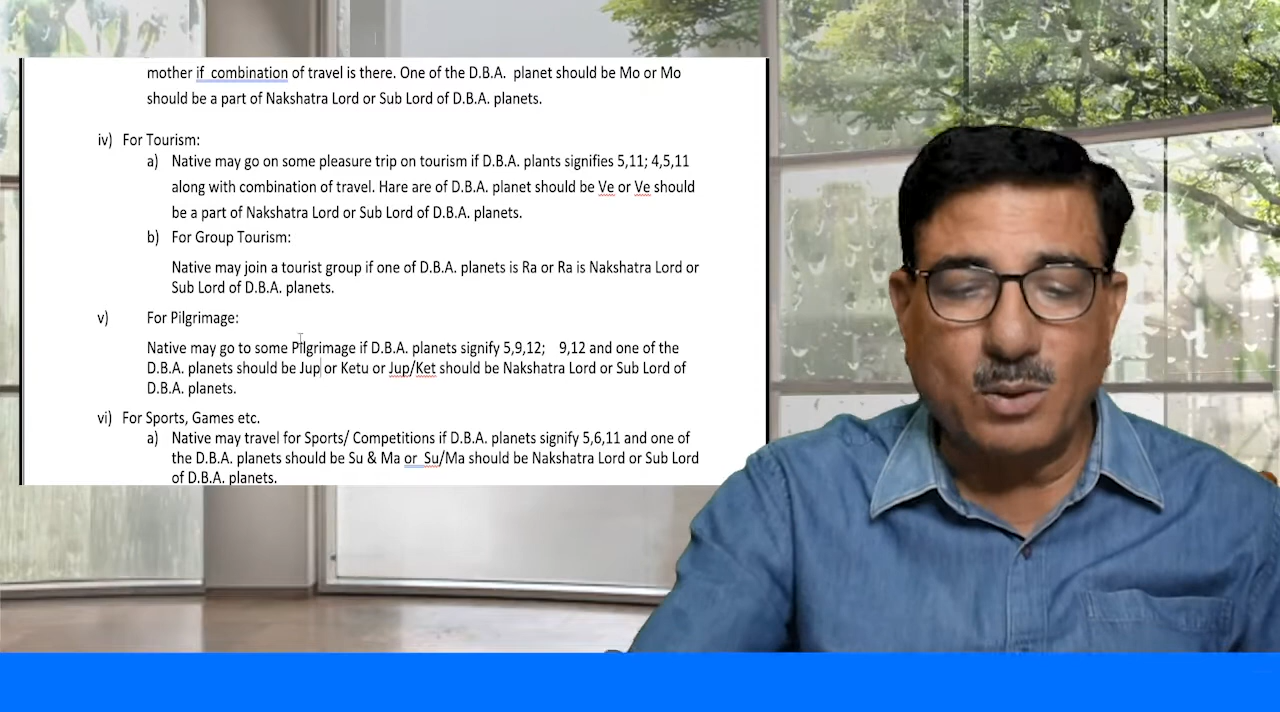 mother if combination of travel is there. One of the D.B.A. planet should be Mo or Mo
should be a part of Nakshatra Lord or Sub Lord of D.B.A. planets.
iv) For Tourism:
a) Native may go on some pleasure trip on tourism if D.B.A. plants signifies 5,11; 4,5,11
along with combination of travel. Hare are of D.B.A. planet should be Ve or Ve should
be a part of Nakshatra Lord or Sub Lord of D.B.A. planets.
b) For Group Tourism:
Native may join a tourist group if one of D.B.A. planets is Ra or Ra is Nakshatra Lord or
Sub Lord of D.B.A. planets.
v) For Pilgrimage:
Native may go to some Pilgrimage if D.B.A. planets signify 5,9,12; 9,12 and one of the
D.B.A. planets should be Jup or Ketu or Jup/Ket should be Nakshatra Lord or Sub Lord of
D.B.A. planets.
vi) For Sports, Games etc.
a) Native may travel for Sports/ Competitions if D.B.A. planets signify 5,6,11 and one of
the D.B.A. planets should be Su & Ma or Su/Ma should be Nakshatra Lord or Sub Lord
of D.B.A. planets.